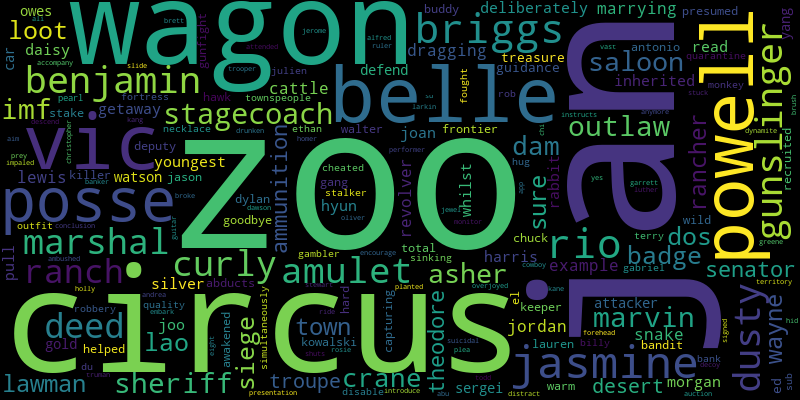 owes
wagon
briggs
deliberately
marrying
presumed
yang
buddy
brett
jerome
alfred
ruler
loot
daisy
car
accompany
gunfight
dragging
treasure
antonio
read
vast
quarantine
monkey
benjamin
slide
trooper
julien
defend
guidance
saloon
inherited
stuck
brush
pearl
fortress
hawk
cattle
belle
rob
fought
anymore
imf
stake
getaway
townspeople
stagecoach
larkin
frontier
instructs
dynamite
aim
necklace
drunken
ethan
walter
joan
chi
outlaw
rancher
gunslinger
powell
vic
deputy
homer
performer
dam
prey
impaled
christopher
killer
banker
youngest
watson
zoo
cheated
gang
stalker
whilst
hug
yes
garrett
luther
recruited
lewis
jason
ammunition
revolver
sure
rabbit
app
jewel
monitor
posse
broke
dylan
dawson
hyun
oliver
outfit
conclusion
guitar
goodbye
wild
chuck
terry
greene
marshal
ambushed
gambler
encourage
total
sinking
harris
rio
dos
badge
gabriel
senator
pull
ranch
curly
amulet
asher
example
cowboy
territory
holly
silver
abducts
planted
overjoyed
el
kane
attacker
circus
andrea
quality
embark
robbery
simultaneously
ride
hard
capturing
theodore
keeper
jordan
marvin
snake
signed
hid
deed
joo
awakened
town
kowalski
lauren
billy
forehead
bandit
gold
helped
lao
siege
rosie
suicidal
plea
jasmine
bank
decoy
dusty
wayne
ed
sub
lawman
du
truman
sheriff
troupe
crane
disable
introduce
abu
sergei
warm
desert
morgan
presentation
distract
auction